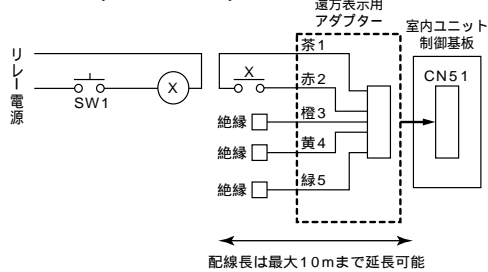 遠方表示用
アダプター
室内ユニット
制御基板
リレー電源
SW1
X
X
茶1
赤2
橙3
黄4
緑5
絶縁
絶縁
絶縁
CN51
配線長は最大10mまで延長可能